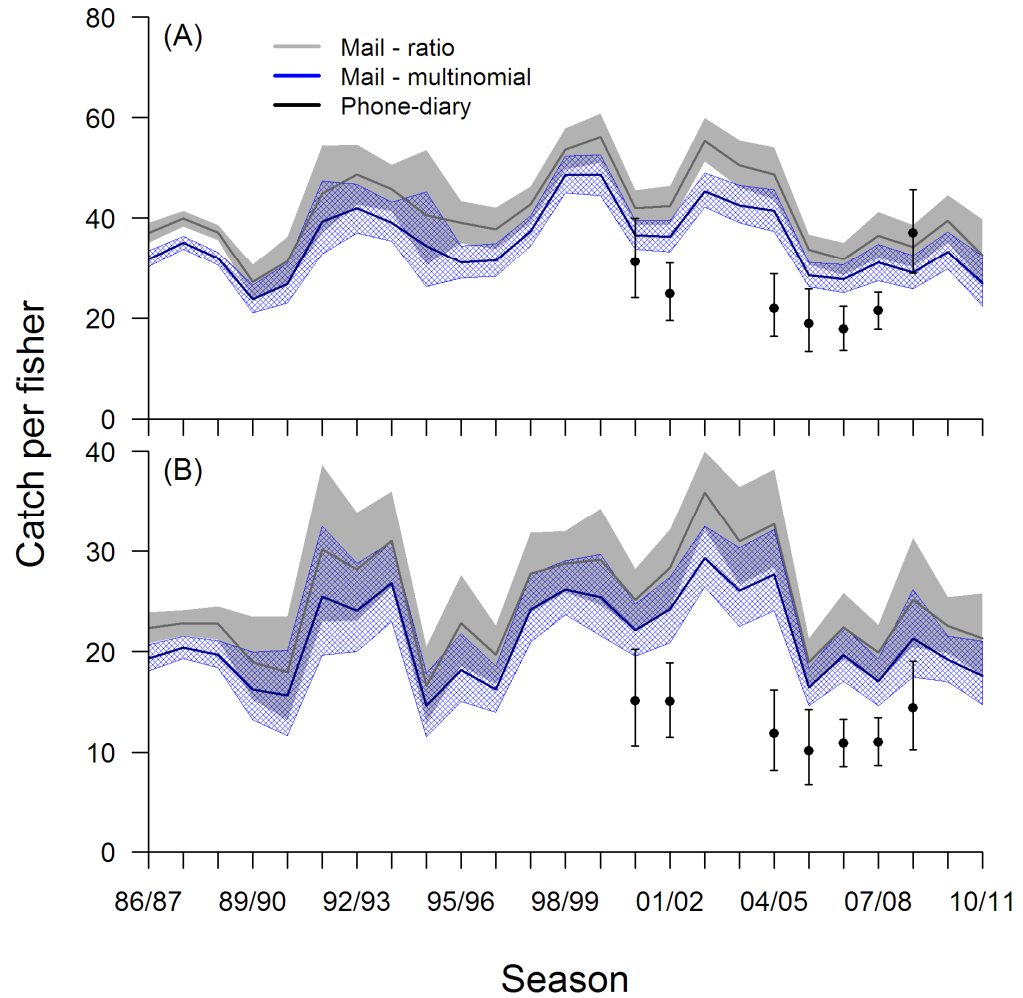 (A)
Mail - ratio
Mail - multinomial
Phone-diary
80
60
40
20
0
Catch per fisher
(B)
40
30
20
10
0
86/87 89/90 92/93 95/96 98/99 01/02 04/05 07/08 10/11
Season